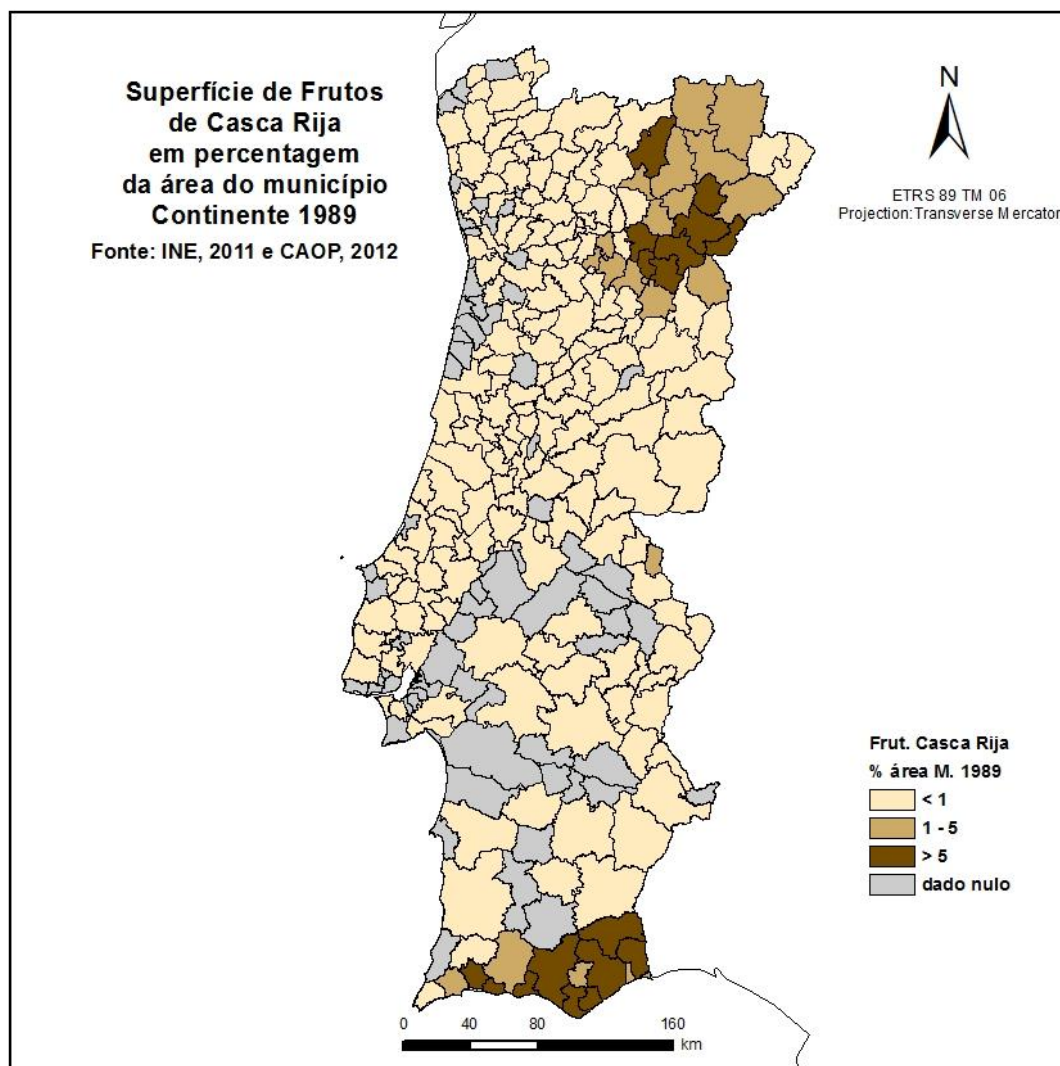 Superfície de Frutos
de Casca Rija
em percentagem
da área do município
Continente 1989
Fonte: INE, 2011 e CAOP, 2012
N
ETRS 89 TM 06
Projection:Transverse Mercator
Frut. Casca Rija
% área M. 1989
< 1
1 - 5
> 5
dado nulo
0 40 80 160
km